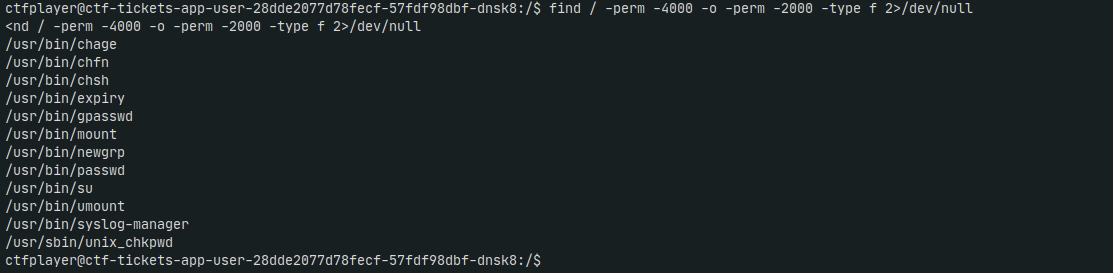 ctfplayer@ctf-tickets-app-user-28dde2077d78fecf-57fdf98dbf-dnsk8:/$ find / -perm -4000 -o -perm -2000 -type f 2>/dev/null
<nd / -perm -4000 -o -perm -2000 -type f 2>/dev/null
/usr/bin/chage
/usr/bin/chfn
/usr/bin/chsh
/usr/bin/expiry
/usr/bin/gpasswd
/usr/bin/mount
/usr/bin/newgrp
/usr/bin/passwd
/usr/bin/su
/usr/bin/umount
/usr/bin/syslog-manager
/usr/sbin/unix_chkpwd
ctfplayer@ctf-tickets-app-user-28dde2077d78fecf-57fdf98dbf-dnsk8:/$